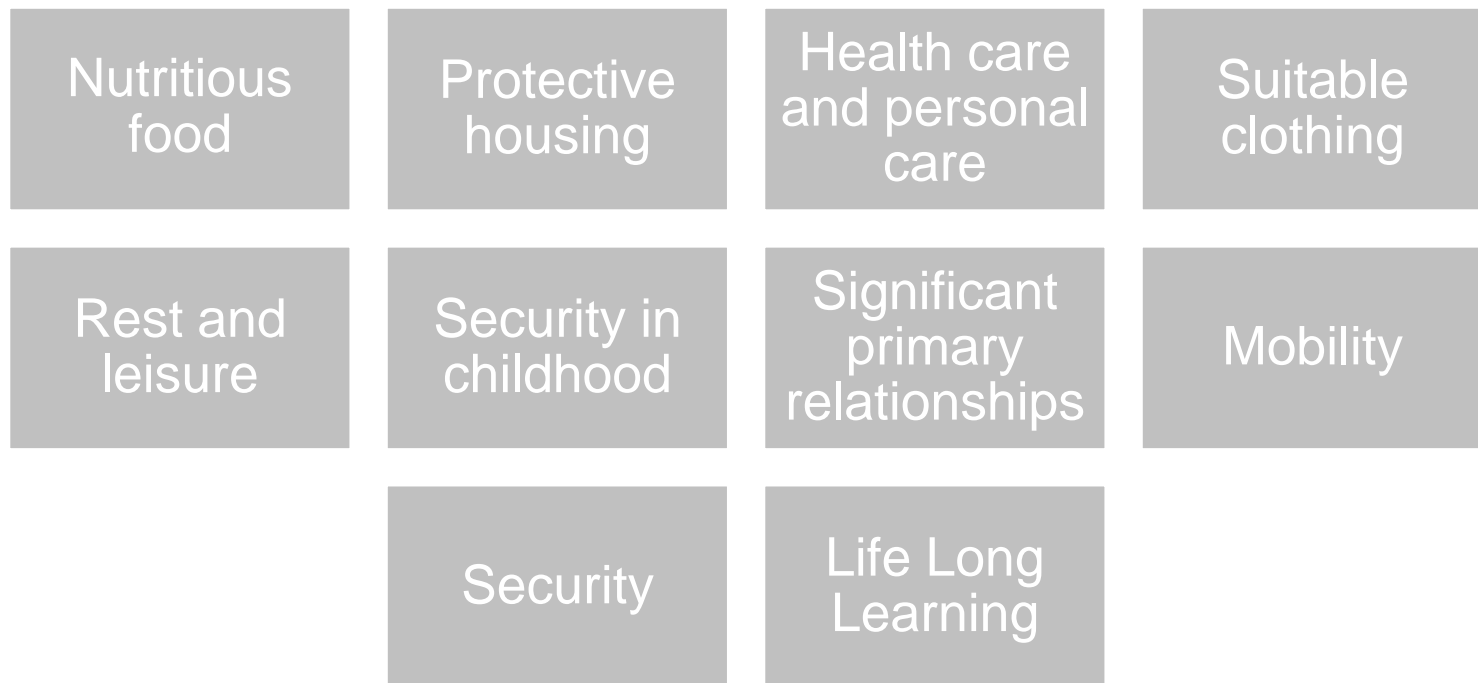 Nutritious
food
Protective
housing
Health care
and personal
care
Suitable
clothing
Rest and
leisure
Security in
childhood
Significant
primary
relationships
Mobility
Security
Life Long
Learning